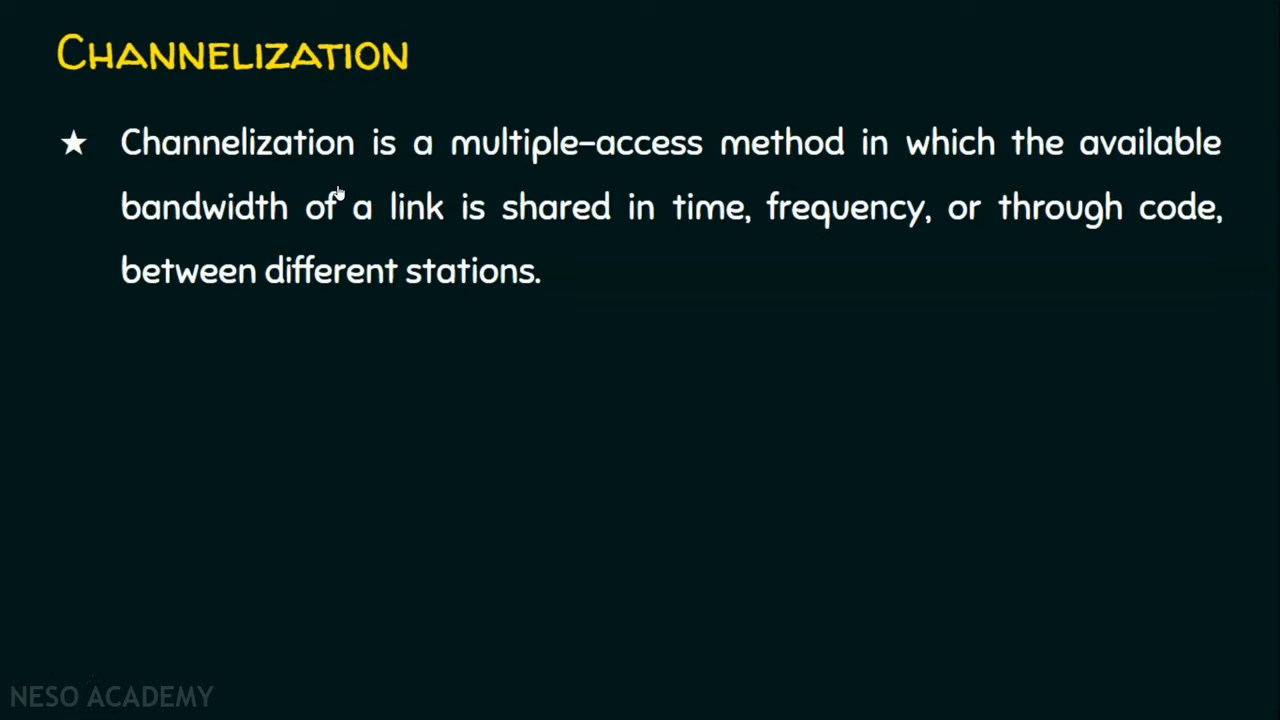 CHANNELIZATION
★ Channelization is a multiple-access method in which the available
bandwidth of a link is shared in time, frequency, or through code,
between different stations.
NESO ACADEMY